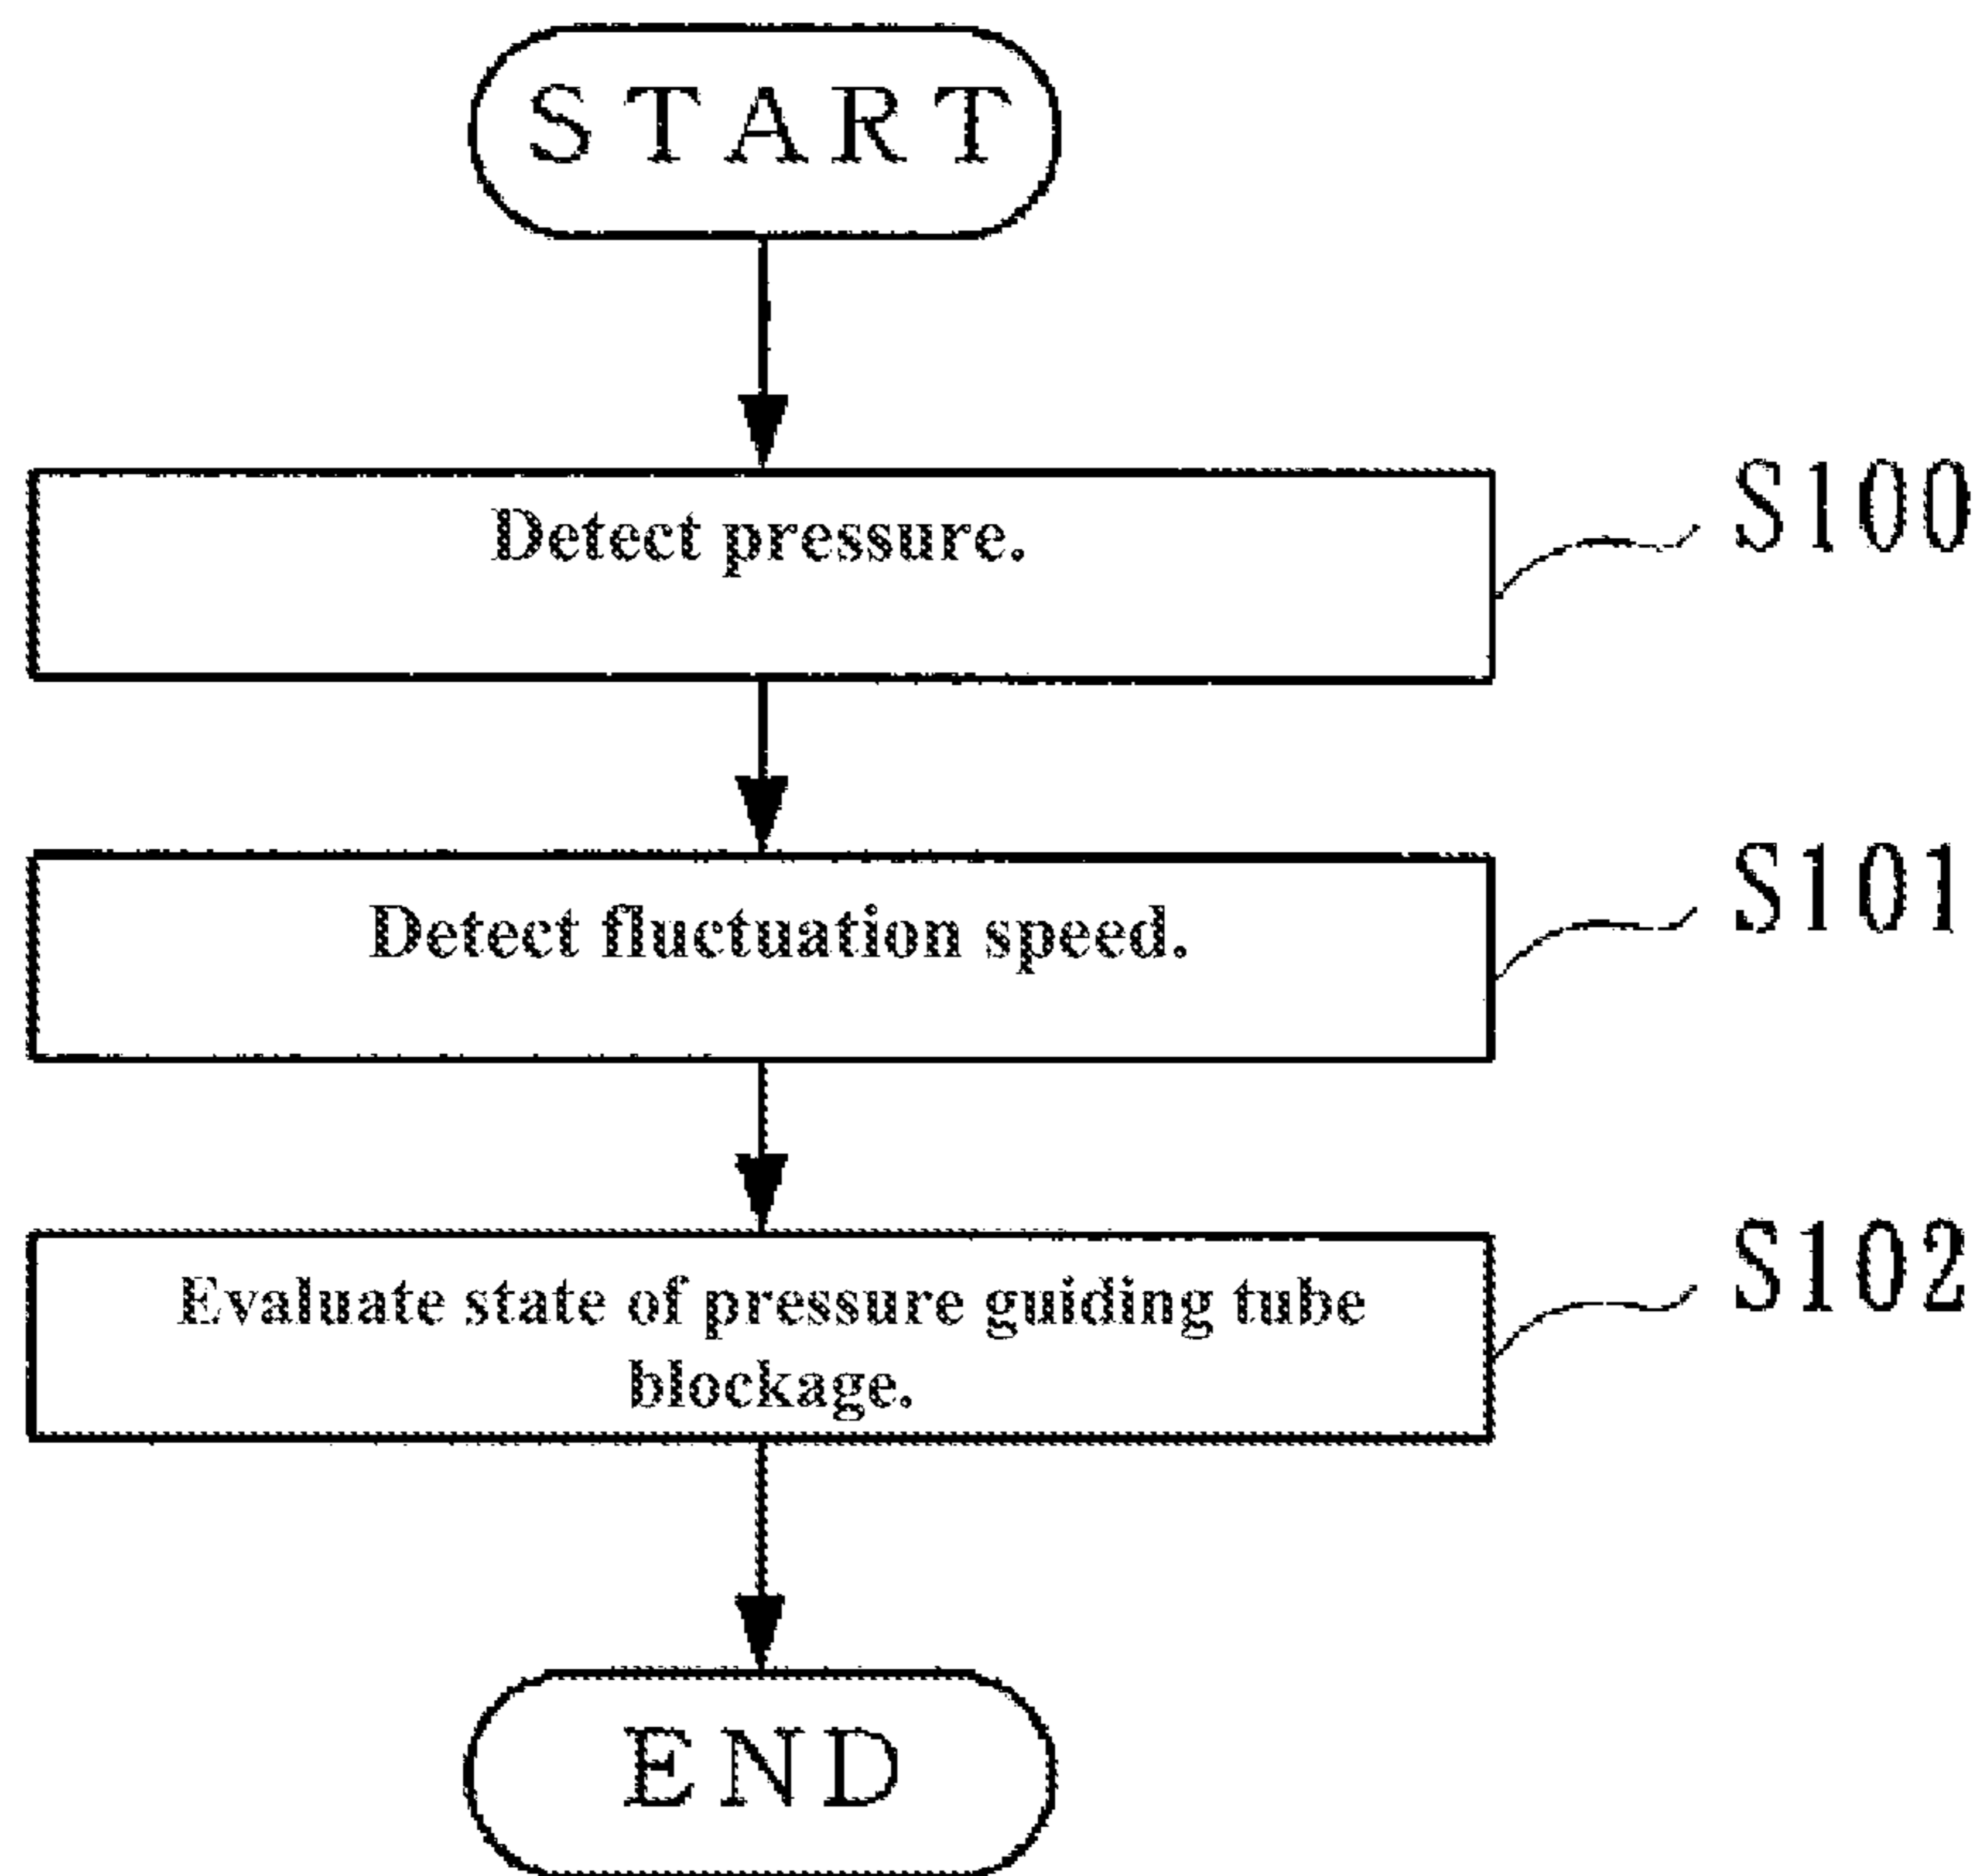 START
Detect pressure.
S100
Detect fluctuation speed.
S101
Evaluate state of pressure guiding tube
blockage.
S102
END